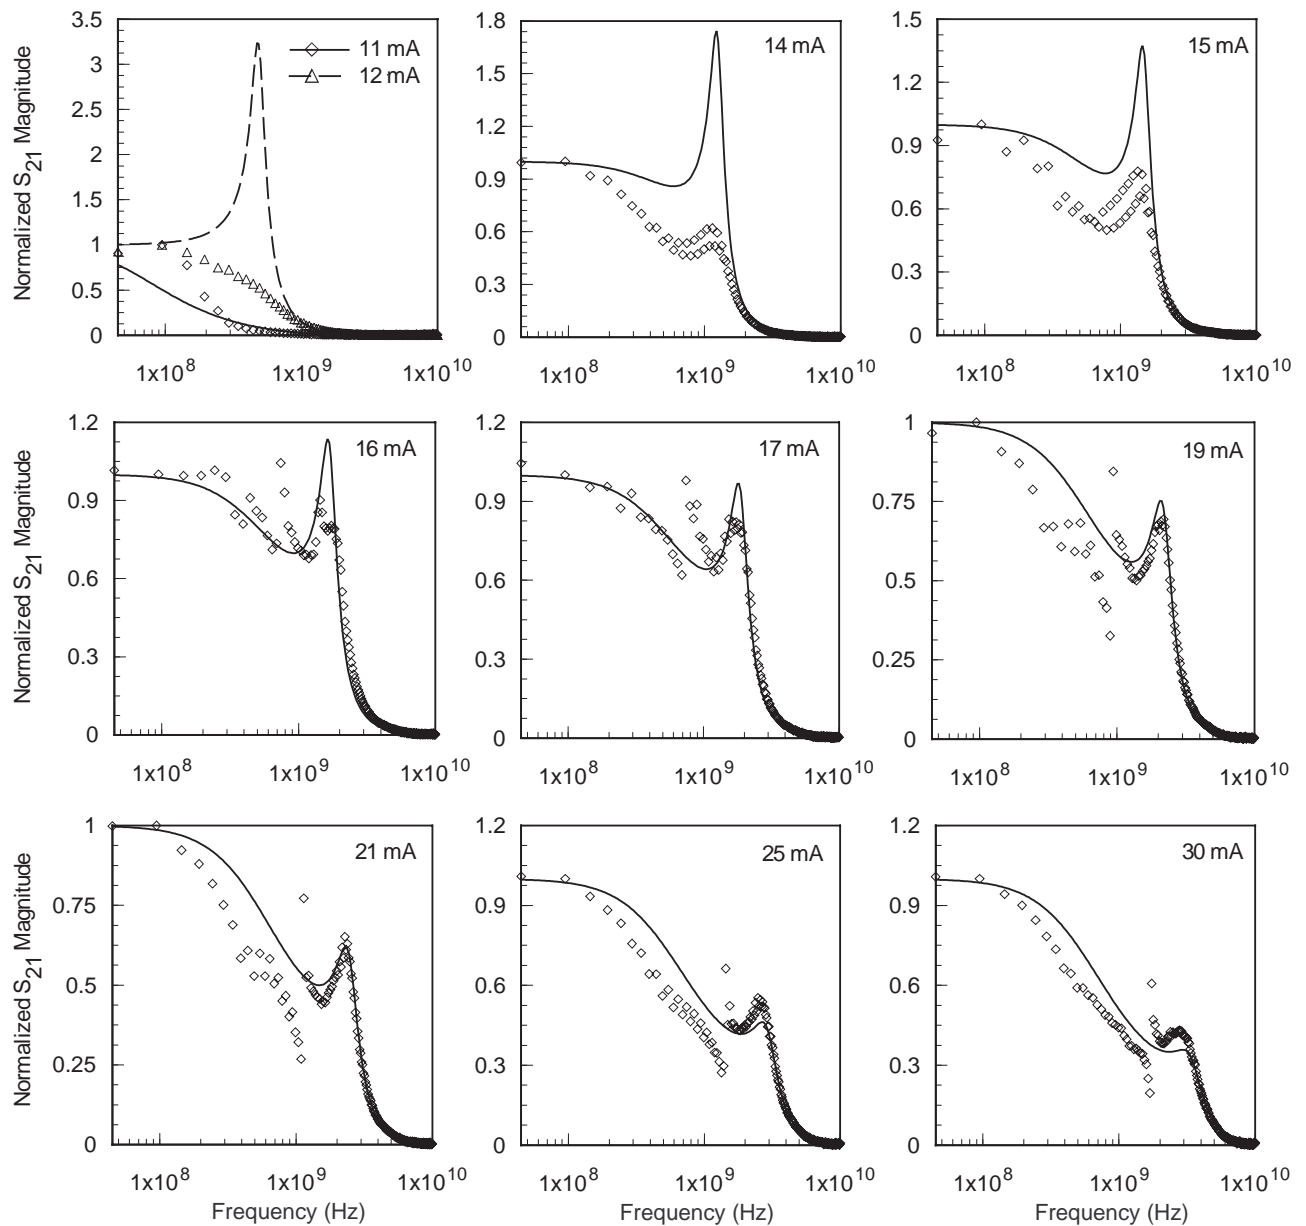 Normalized S21 Magnitude
3.5
3
2.5
2
1.5
1
0.5
0
11 mA
12 mA
1x10^8
1x10^9
1x10^10
1.8
1.5
1.2
0.9
0.6
0.3
0
14 mA
1x10^8
1x10^9
1x10^10
1.5
1.2
0.9
0.6
0.3
0
15 mA
1x10^8
1x10^9
1x10^10
Normalized S21 Magnitude
1.2
0.9
0.6
0.3
0
16 mA
1x10^8
1x10^9
1x10^10
1.2
0.9
0.6
0.3
0
17 mA
1x10^8
1x10^9
1x10^10
1
0.75
0.5
0.25
0
19 mA
1x10^8
1x10^9
1x10^10
Normalized S21 Magnitude
1
0.75
0.5
0.25
0
21 mA
1x10^8
1x10^9
1x10^10
Frequency (Hz)
1.2
0.9
0.6
0.3
0
25 mA
1x10^8
1x10^9
1x10^10
Frequency (Hz)
1.2
0.9
0.6
0.3
0
30 mA
1x10^8
1x10^9
1x10^10
Frequency (Hz)